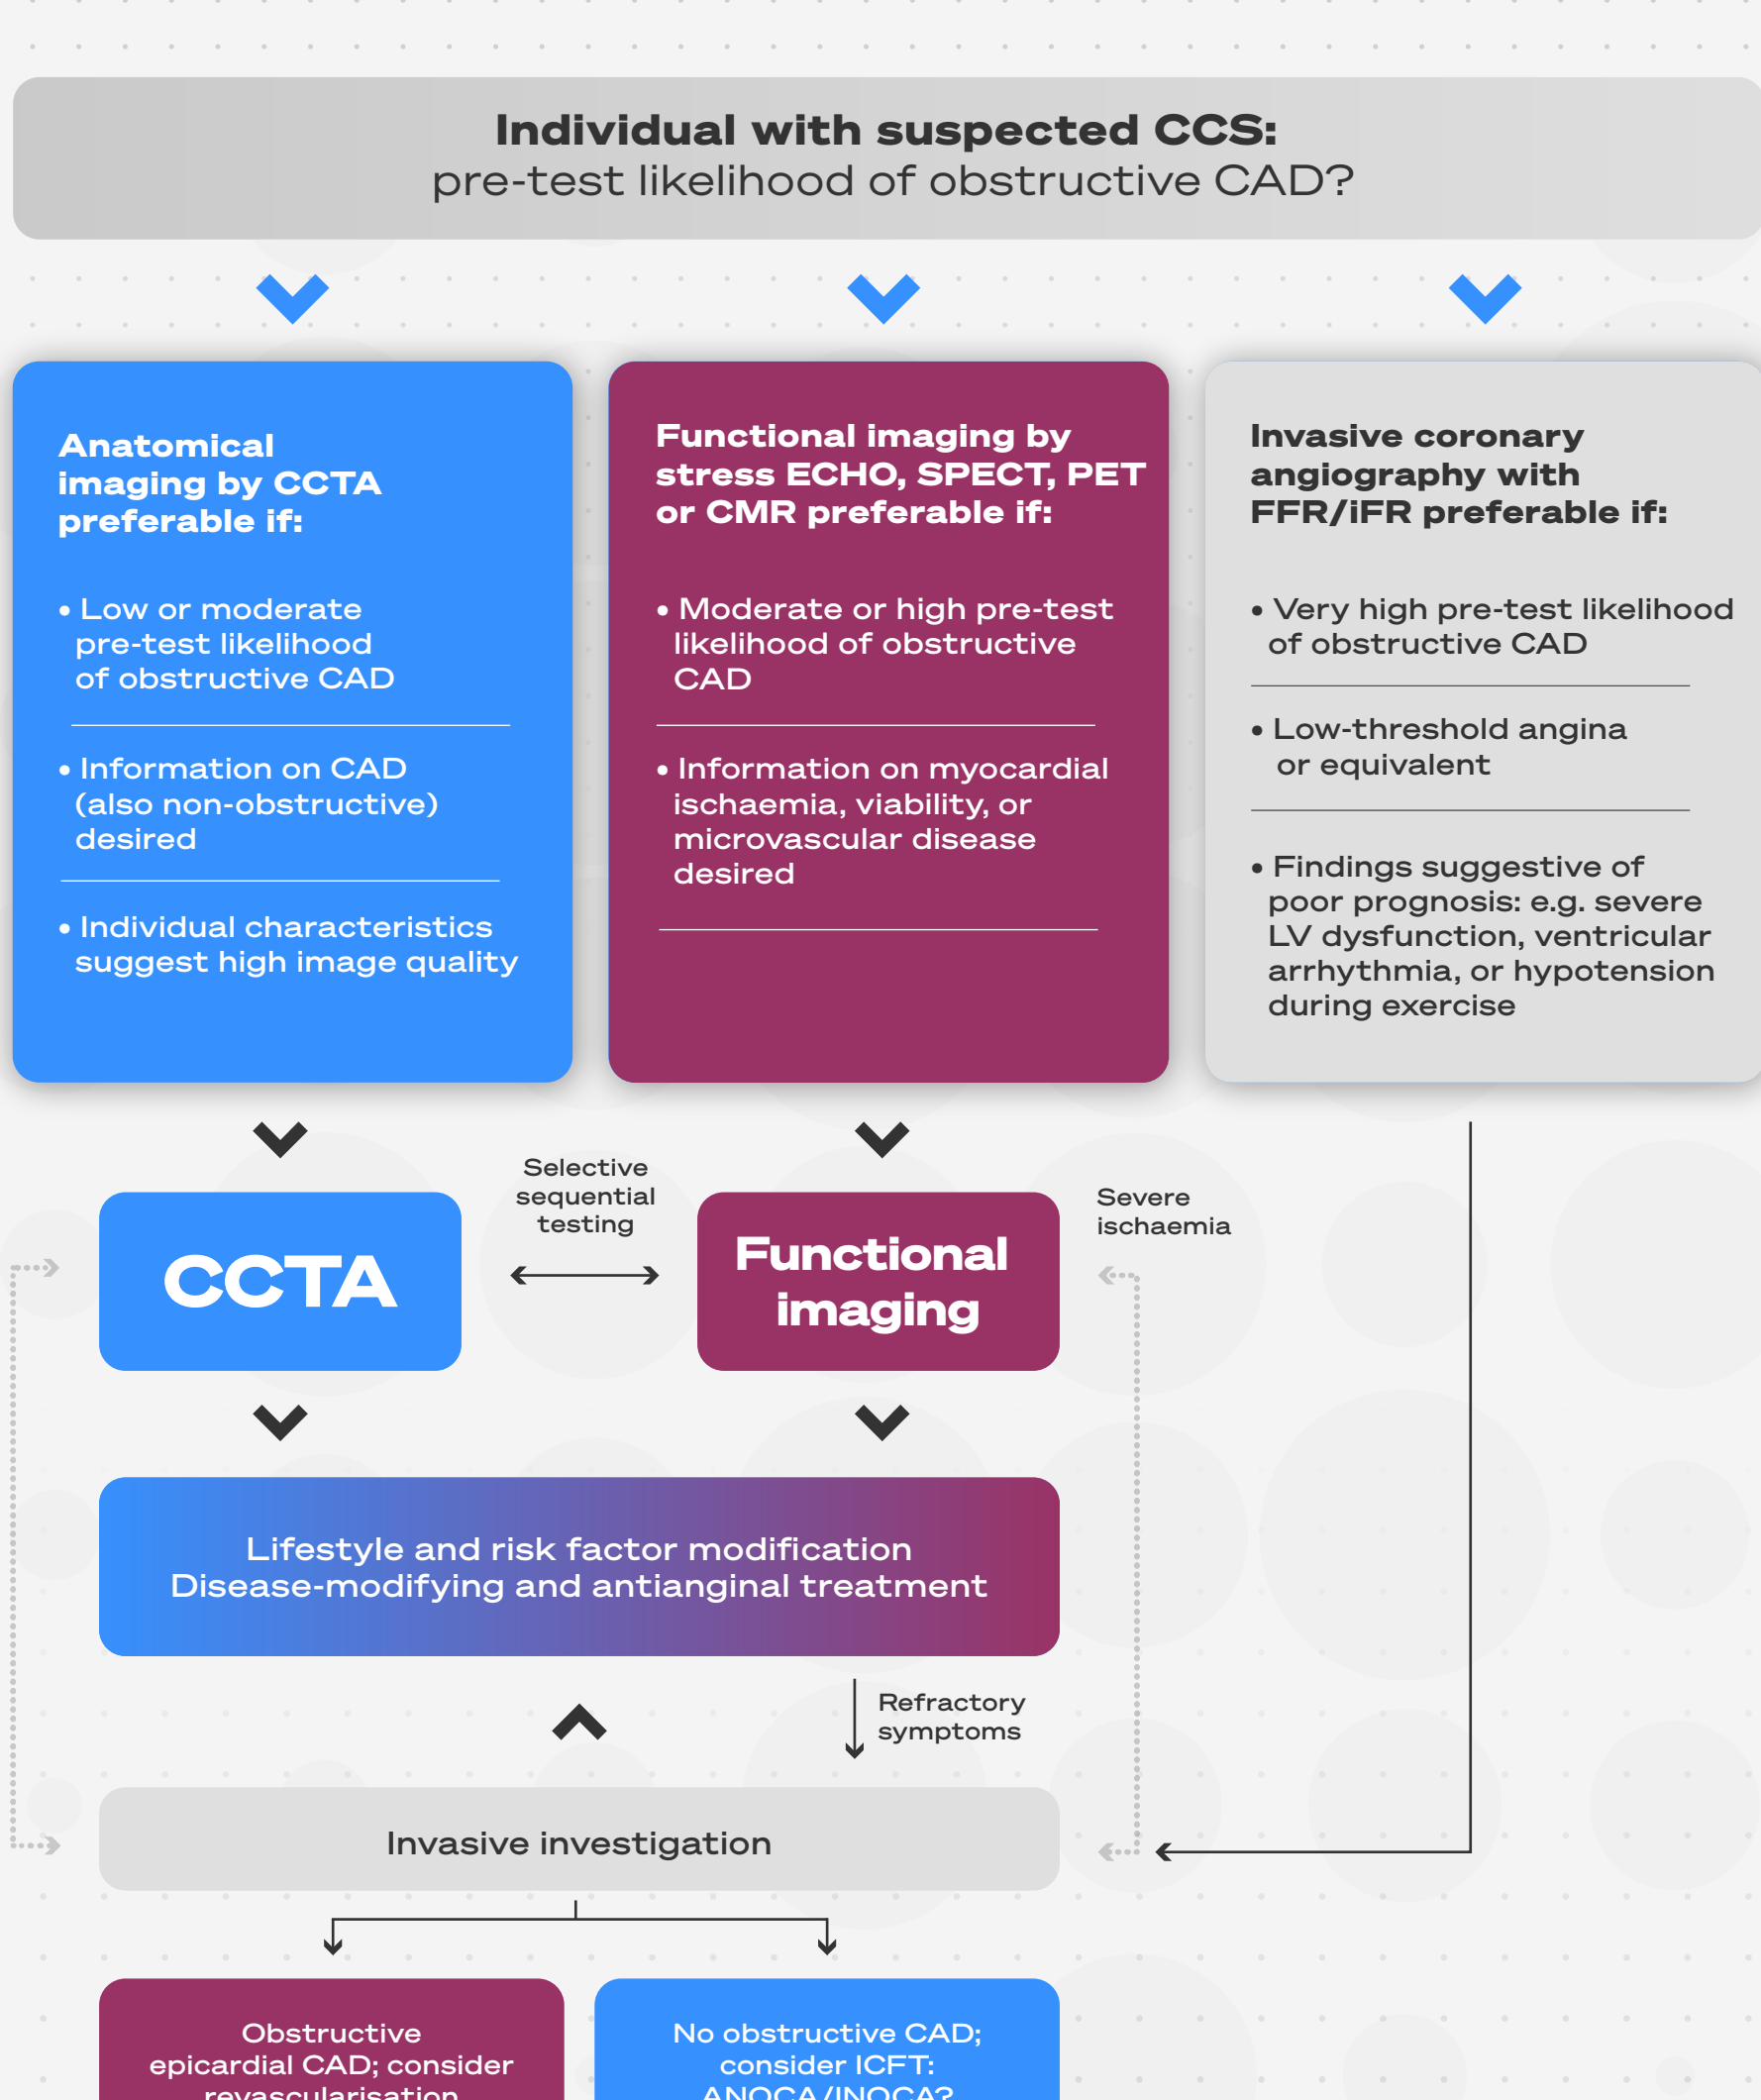 Individual with suspected CCS:
pre-test likelihood of obstructive CAD?
Anatomical
imaging by CCTA
preferable if:
• Low or moderate
pre-test likelihood
of obstructive CAD
• Information on CAD
(also non-obstructive)
desired
• Individual characteristics
suggest high image quality
Functional imaging by
stress ECHO, SPECT, PET
or CMR preferable if:
• Moderate or high pre-test
likelihood of obstructive
CAD
• Information on myocardial
ischaemia, viability, or
microvascular disease
desired
Invasive coronary
angiography with
FFR/iFR preferable if:
• Very high pre-test likelihood
of obstructive CAD
• Low-threshold angina
or equivalent
• Findings suggestive of
poor prognosis: e.g. severe
LV dysfunction, ventricular
arrhythmia, or hypotension
during exercise
CCTA
Selective
sequential
testing
Functional
imaging
Severe
ischaemia
Lifestyle and risk factor modification
Disease-modifying and antianginal treatment
Refractory
symptoms
Invasive investigation
Obstructive
epicardial CAD; consider
revascularisation
No obstructive CAD;
consider ICFT:
ANOCA/INOCA?